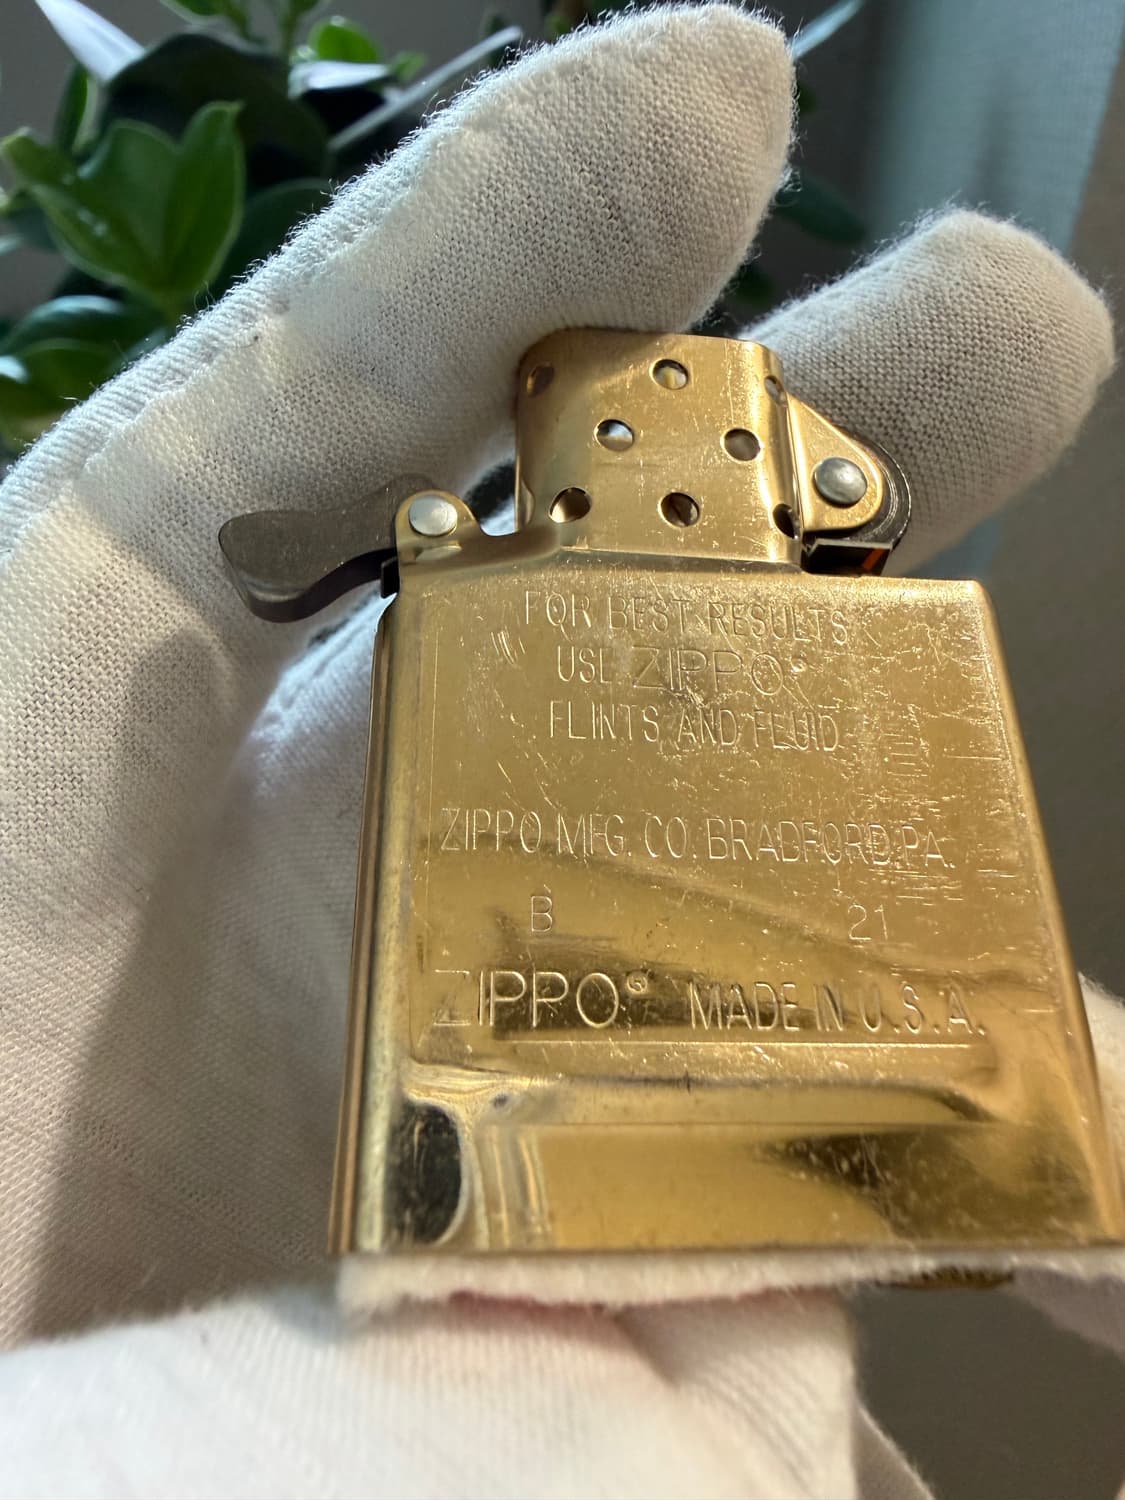 FOR BEST RESULTS
USE ZIPPO®
FLINTS AND FLUID
ZIPPO MFG. CO. BRADFORD, PA.
B 21
ZIPPO® MADE IN U.S.A.